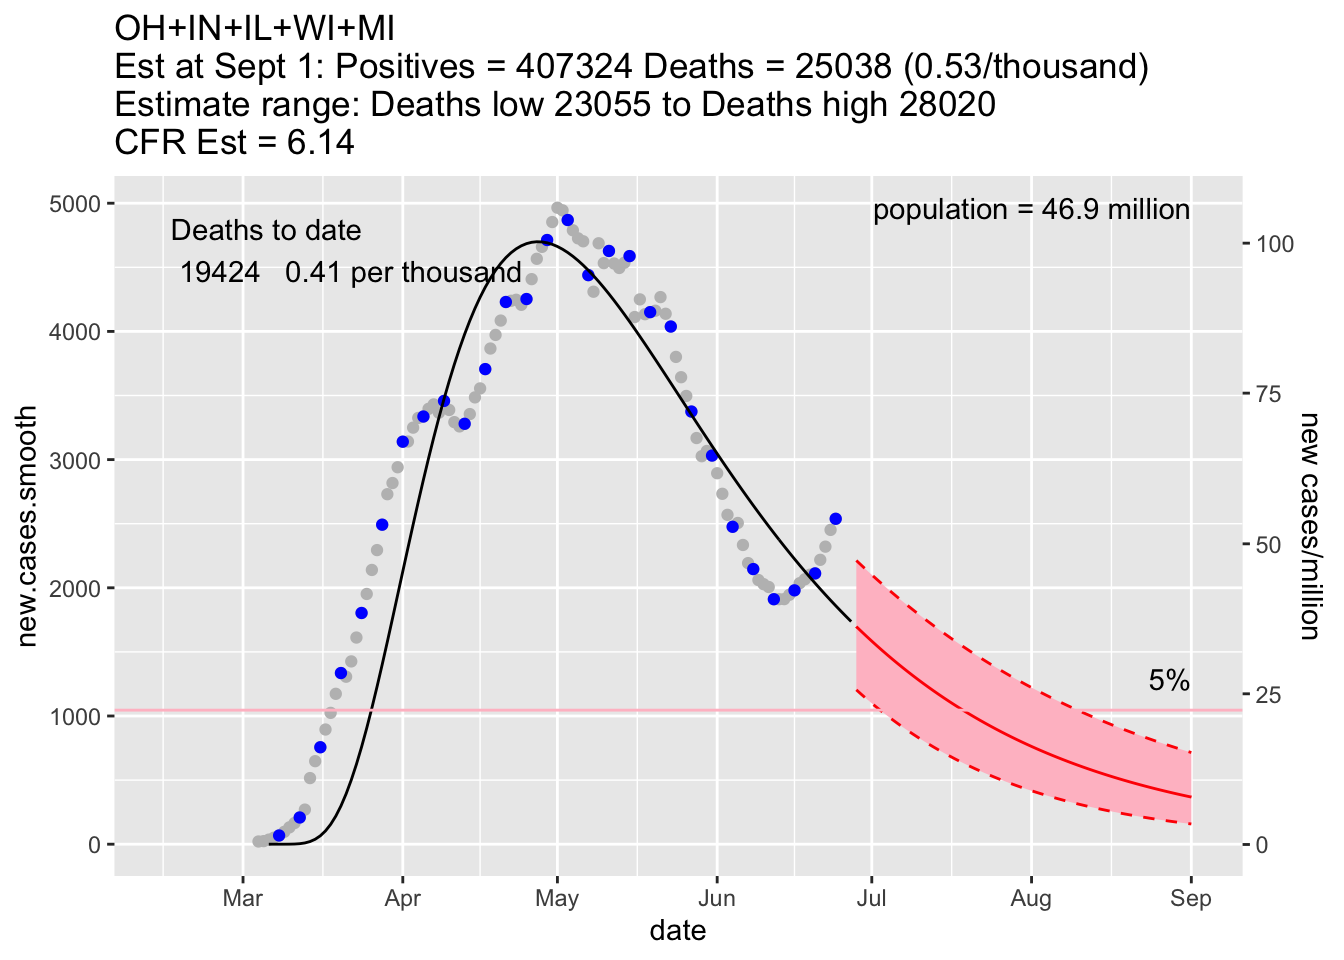 OH+IN+IL+WI+MI
Est at Sept 1: Positives = 407324 Deaths = 25038 (0.53/thousand)
Estimate range: Deaths low 23055 to Deaths high 28020
CFR Est = 6.14
Deaths to date
19424 0.41 per thousand
population = 46.9 million
5%
new.cases.smooth
5000
4000
3000
2000
1000
0
new cases/million
100
75
50
25
0
Mar Apr May Jun Jul Aug Sep
date